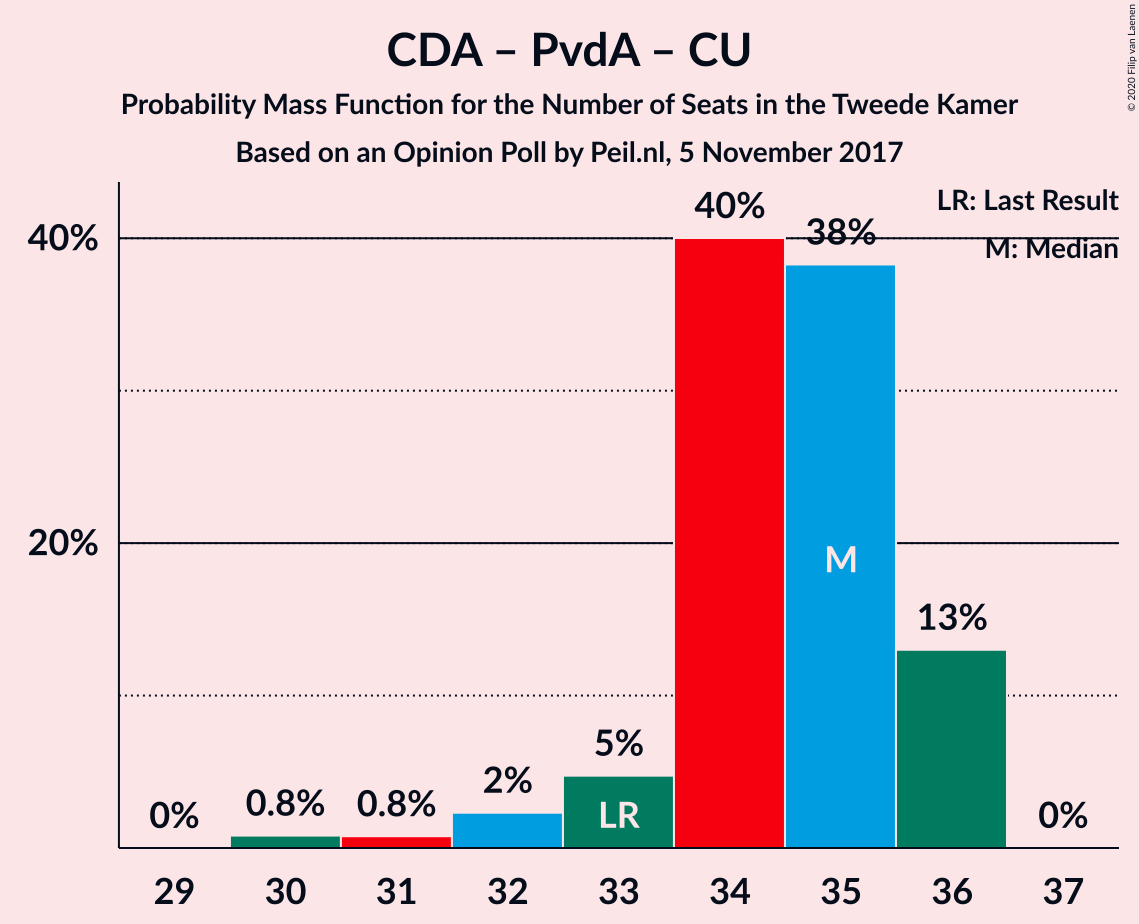 CDA – PvdA – CU
Probability Mass Function for the Number of Seats in the Tweede Kamer
Based on an Opinion Poll by Peil.nl, 5 November 2017
© 2020 Filip van Laenen
LR: Last Result
M: Median
40%
20%
0%
0.8%
0.8%
2%
5%
40%
38%
13%
0%
LR
M
29 30 31 32 33 34 35 36 37